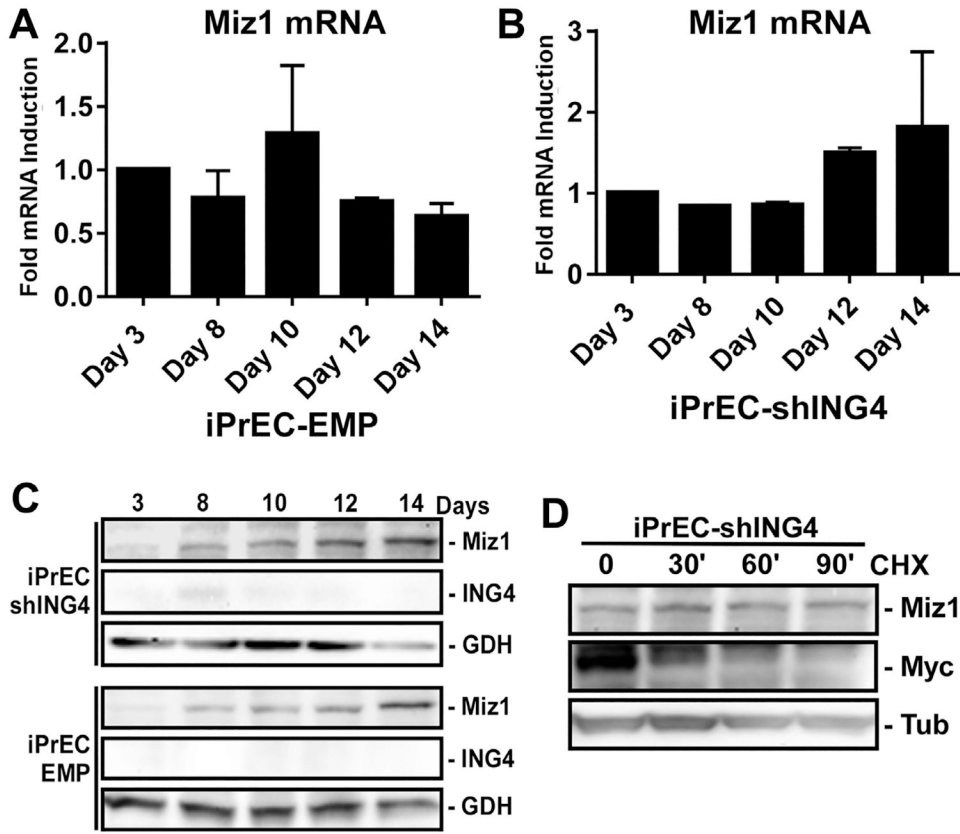 A
Miz1 mRNA
Fold mRNA Induction
2.0
1.5
1.0
0.5
0.0
Day 3
Day 8
Day 10
Day 12
Day 14
iPrEC-EMP
B
Miz1 mRNA
Fold mRNA Induction
3
2
1
0
Day 3
Day 8
Day 10
Day 12
Day 14
iPrEC-shING4
C
3 8 10 12 14 Days
iPrEC
shING4
- Miz1
- ING4
- GDH
iPrEC
EMP
- Miz1
- ING4
- GDH
D
iPrEC-shING4
0 30' 60' 90' CHX
- Miz1
- Myc
- Tub